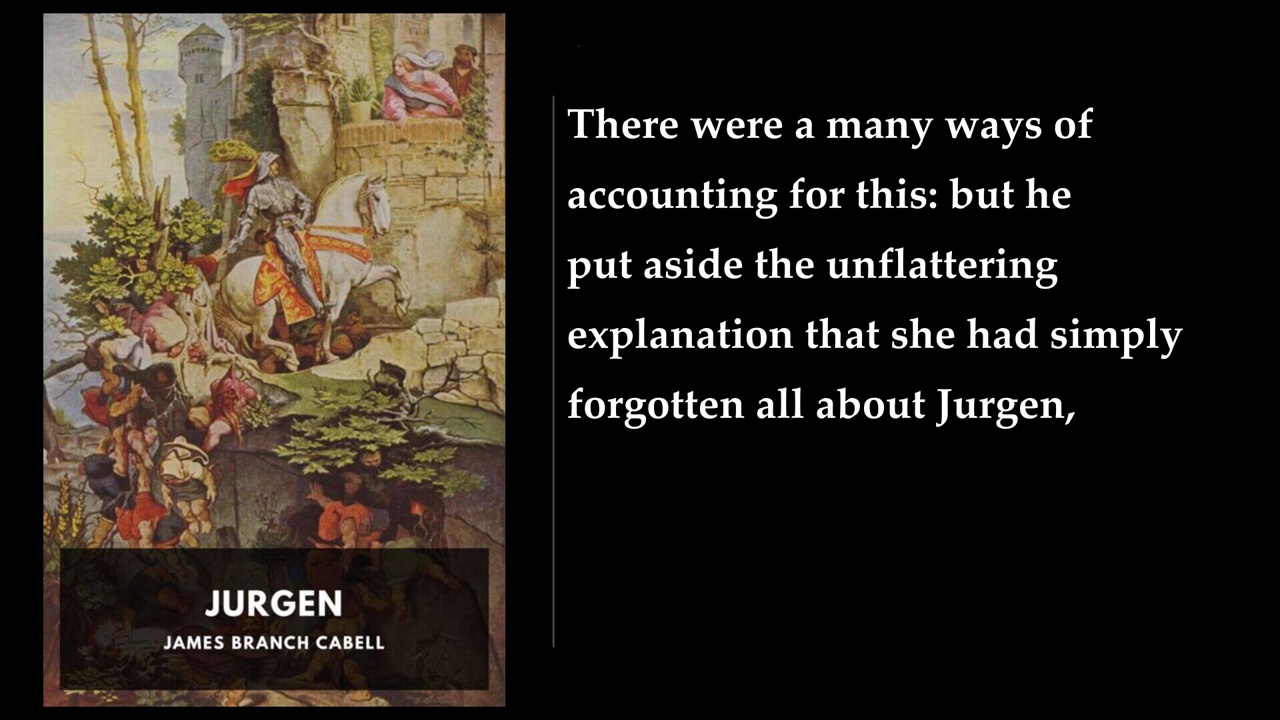 There were a many ways of
accounting for this: but he
put aside the unflattering
explanation that she had simply
forgotten all about Jurgen,
JURGEN
JAMES BRANCH CABELL